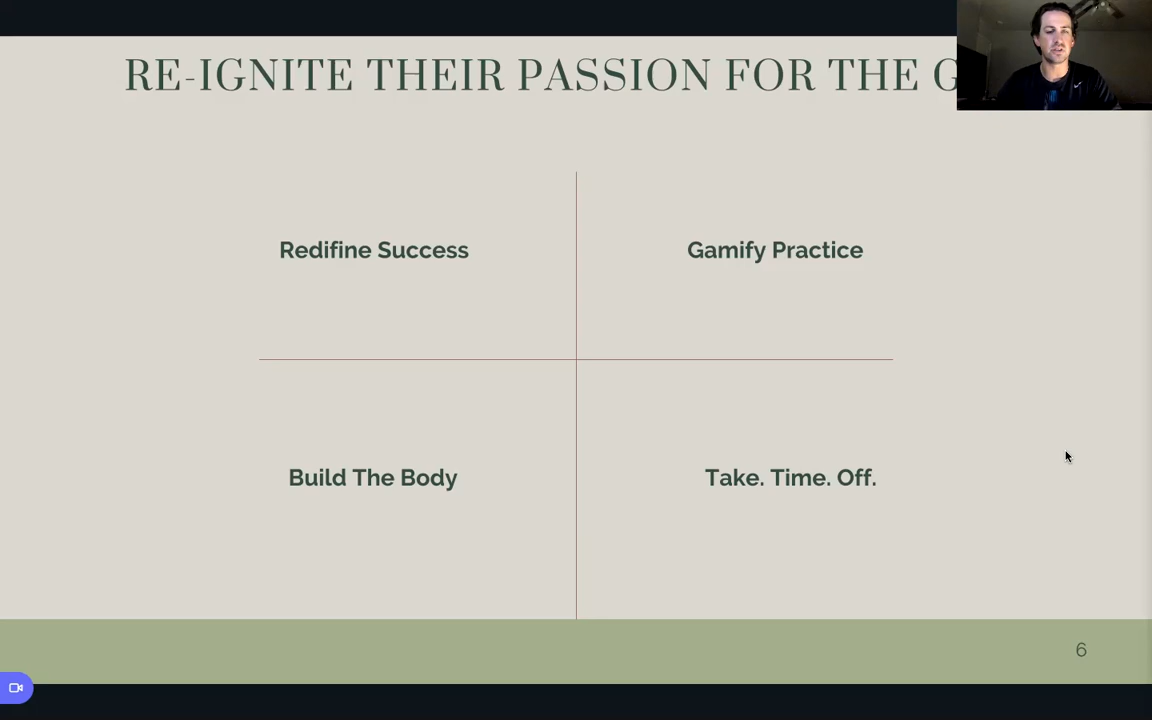 RE-IGNITE THEIR PASSION FOR THE
Redifine Success
Gamify Practice
Build The Body
Take. Time. Off.
6